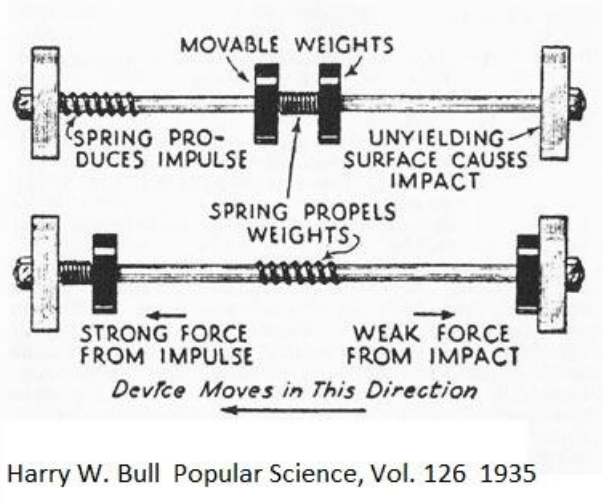 MOVABLE WEIGHTS
SPRING PRO-
DUCES IMPULSE
UNYIELDING
SURFACE CAUSES
IMPACT
SPRING PROPELS
WEIGHTS
STRONG FORCE
FROM IMPULSE
WEAK FORCE
FROM IMPACT
Device Moves in This Direction
Harry W. Bull Popular Science, Vol. 126 1935